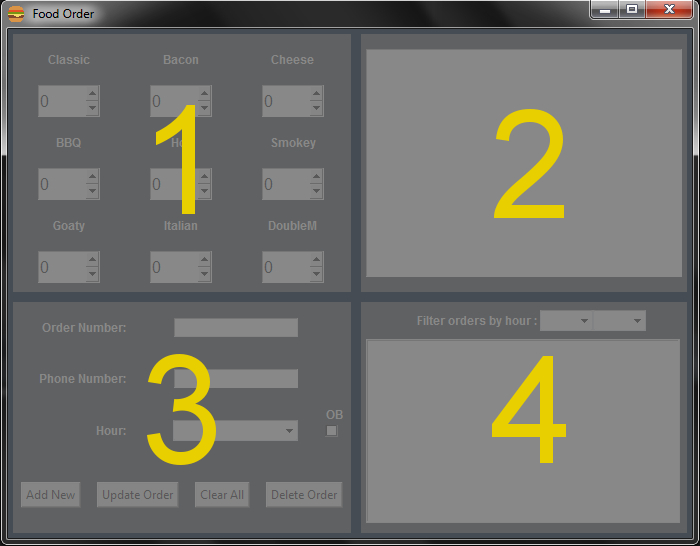 Food Order
Classic Bacon Cheese
0 0 0
1
2
BBQ Smokey
0 0 0
Goaty Italian DoubleM
0 0 0
Order Number:
Phone Number:
3
Hour:
OB
Add New Update Order Clear All Delete Order
Filter orders by hour :
4